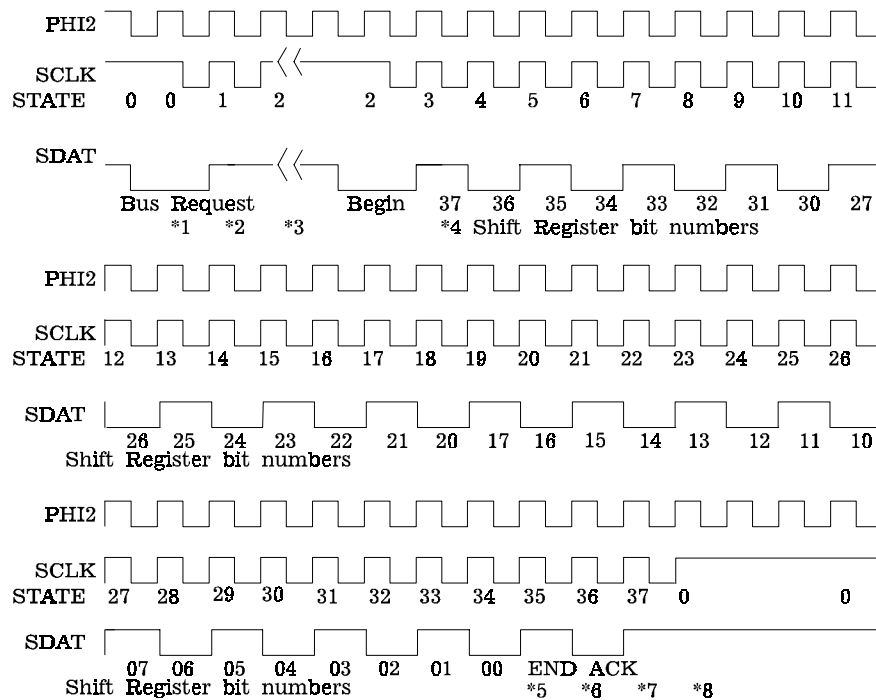 PHI2
SCLK
STATE 0 0 1 2 2 3 4 5 6 7 8 9 10 11
SDAT
Bus Request Begin 37 36 35 34 33 32 31 30 27
*1 *2 *3 *4 Shift Register bit numbers
PHI2
SCLK
STATE 12 13 14 15 16 17 18 19 20 21 22 23 24 25 26
SDAT
26 25 24 23 22 21 20 17 16 15 14 13 12 11 10
Shift Register bit numbers
PHI2
SCLK
STATE 27 28 29 30 31 32 33 34 35 36 37 0 0
SDAT
07 06 05 04 03 02 01 00 END ACK
Shift Register bit numbers *5 *6 *7 *8